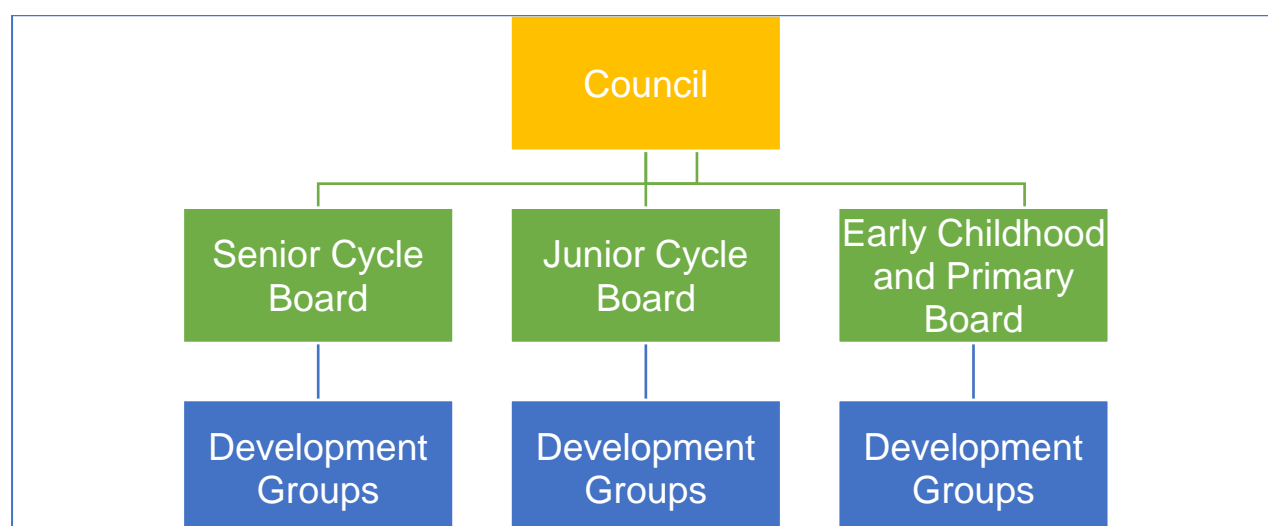 Council
Senior Cycle
Board
Junior Cycle
Board
Early Childhood
and Primary
Board
Development
Groups
Development
Groups
Development
Groups